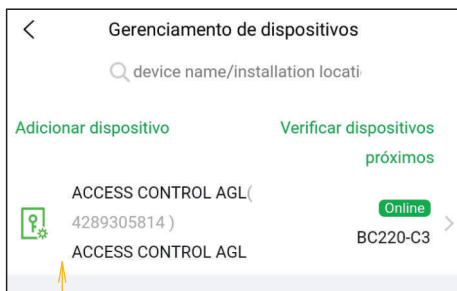 Gerenciamento de dispositivos
device name/installation locati
Adicionar dispositivo
Verificar dispositivos
próximos
ACCESS CONTROL AGL(
4289305814 )
ACCESS CONTROL AGL
Online
BC220-C3